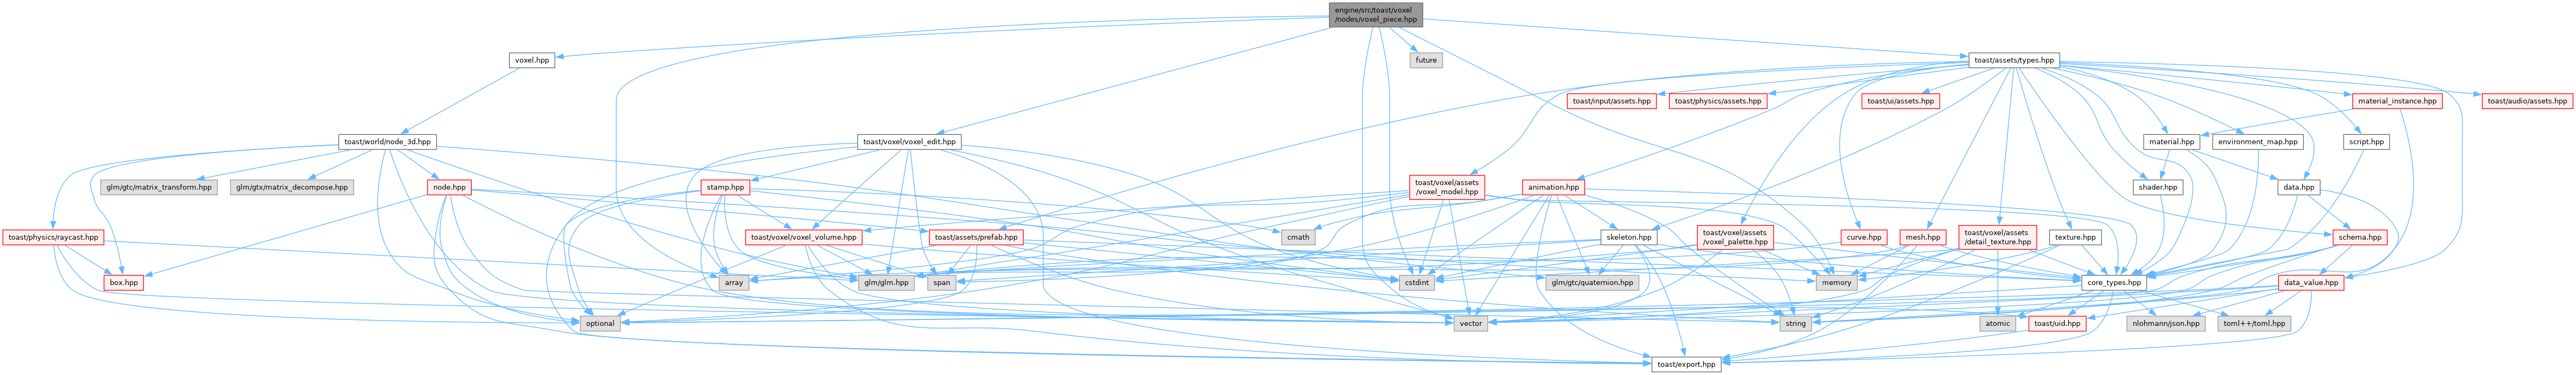 engine/src/toast/voxel
/nodes/voxel_piece.hpp
voxel.hpp
future
toast/assets/types.hpp
toast/input/assets.hpp
toast/physics/assets.hpp
toast/ui/assets.hpp
material_instance.hpp
toast/audio/assets.hpp
toast/world/node_3d.hpp
toast/voxel/voxel_edit.hpp
material.hpp
environment_map.hpp
script.hpp
glm/gtc/matrix_transform.hpp
glm/gtx/matrix_decompose.hpp
node.hpp
stamp.hpp
toast/voxel/assets
/voxel_model.hpp
animation.hpp
shader.hpp
data.hpp
toast/physics/raycast.hpp
toast/voxel/voxel_volume.hpp
toast/assets/prefab.hpp
cmath
skeleton.hpp
toast/voxel/assets
/voxel_palette.hpp
curve.hpp
mesh.hpp
toast/voxel/assets
/detail_texture.hpp
texture.hpp
schema.hpp
box.hpp
array
glm/glm.hpp
span
glm/gtc/quaternion.hpp
cstdint
memory
core_types.hpp
data_value.hpp
optional
vector
string
toast/uid.hpp
atomic
nlohmann/json.hpp
toml++/toml.hpp
toast/export.hpp